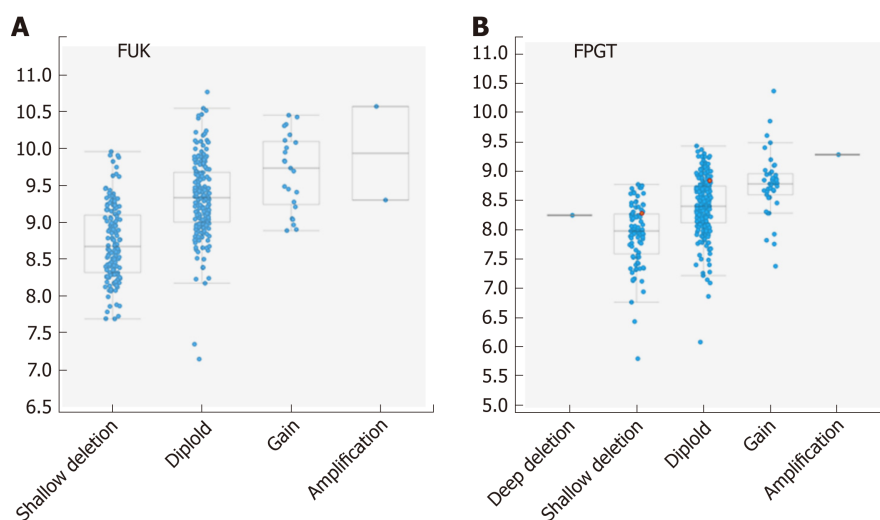 A
FUK
11.0
10.5
10.0
9.5
9.0
8.5
8.0
7.5
7.0
6.5
Shallow deletion
Diplold
Gain
Amplification
B
FPGT
11.0
10.5
10.0
9.5
9.0
8.5
8.0
7.5
7.0
6.5
6.0
5.5
5.0
Deep deletion
Shallow deletion
Diplold
Gain
Amplification